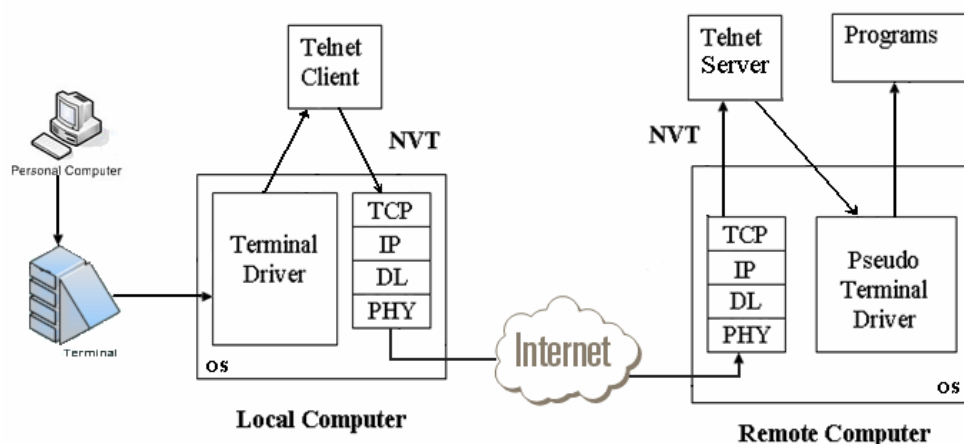 Telnet
Client
NVT
Personal Computer
Terminal
Terminal
Driver
TCP
IP
DL
PHY
OS
Local Computer
Internet
Telnet
Server
Programs
NVT
TCP
IP
DL
PHY
Pseudo
Terminal
Driver
OS
Remote Computer